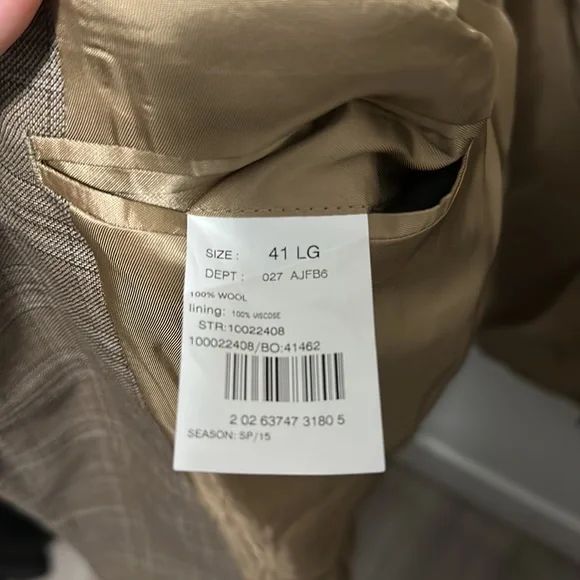 SIZE: 41 LG
DEPT: 027 AJFB6
100% WOOL
lining: 100% VISCOSE
STR:10022408
100022408/BO:41462
2 02 63747 3180 5
SEASON: SP/15